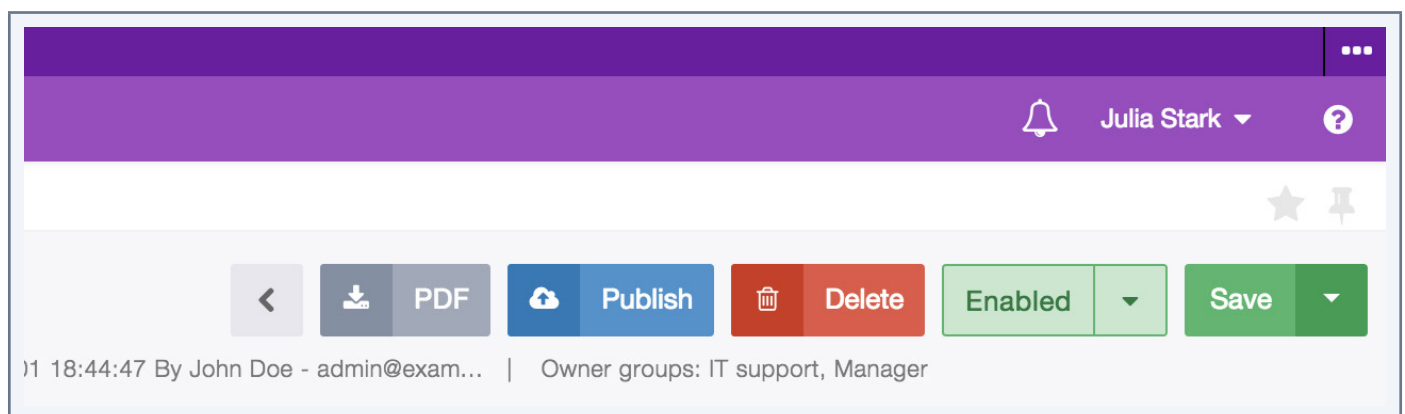 Julia Stark
PDF Publish Delete Enabled Save
01 18:44:47 By John Doe - admin@exam... | Owner groups: IT support, Manager